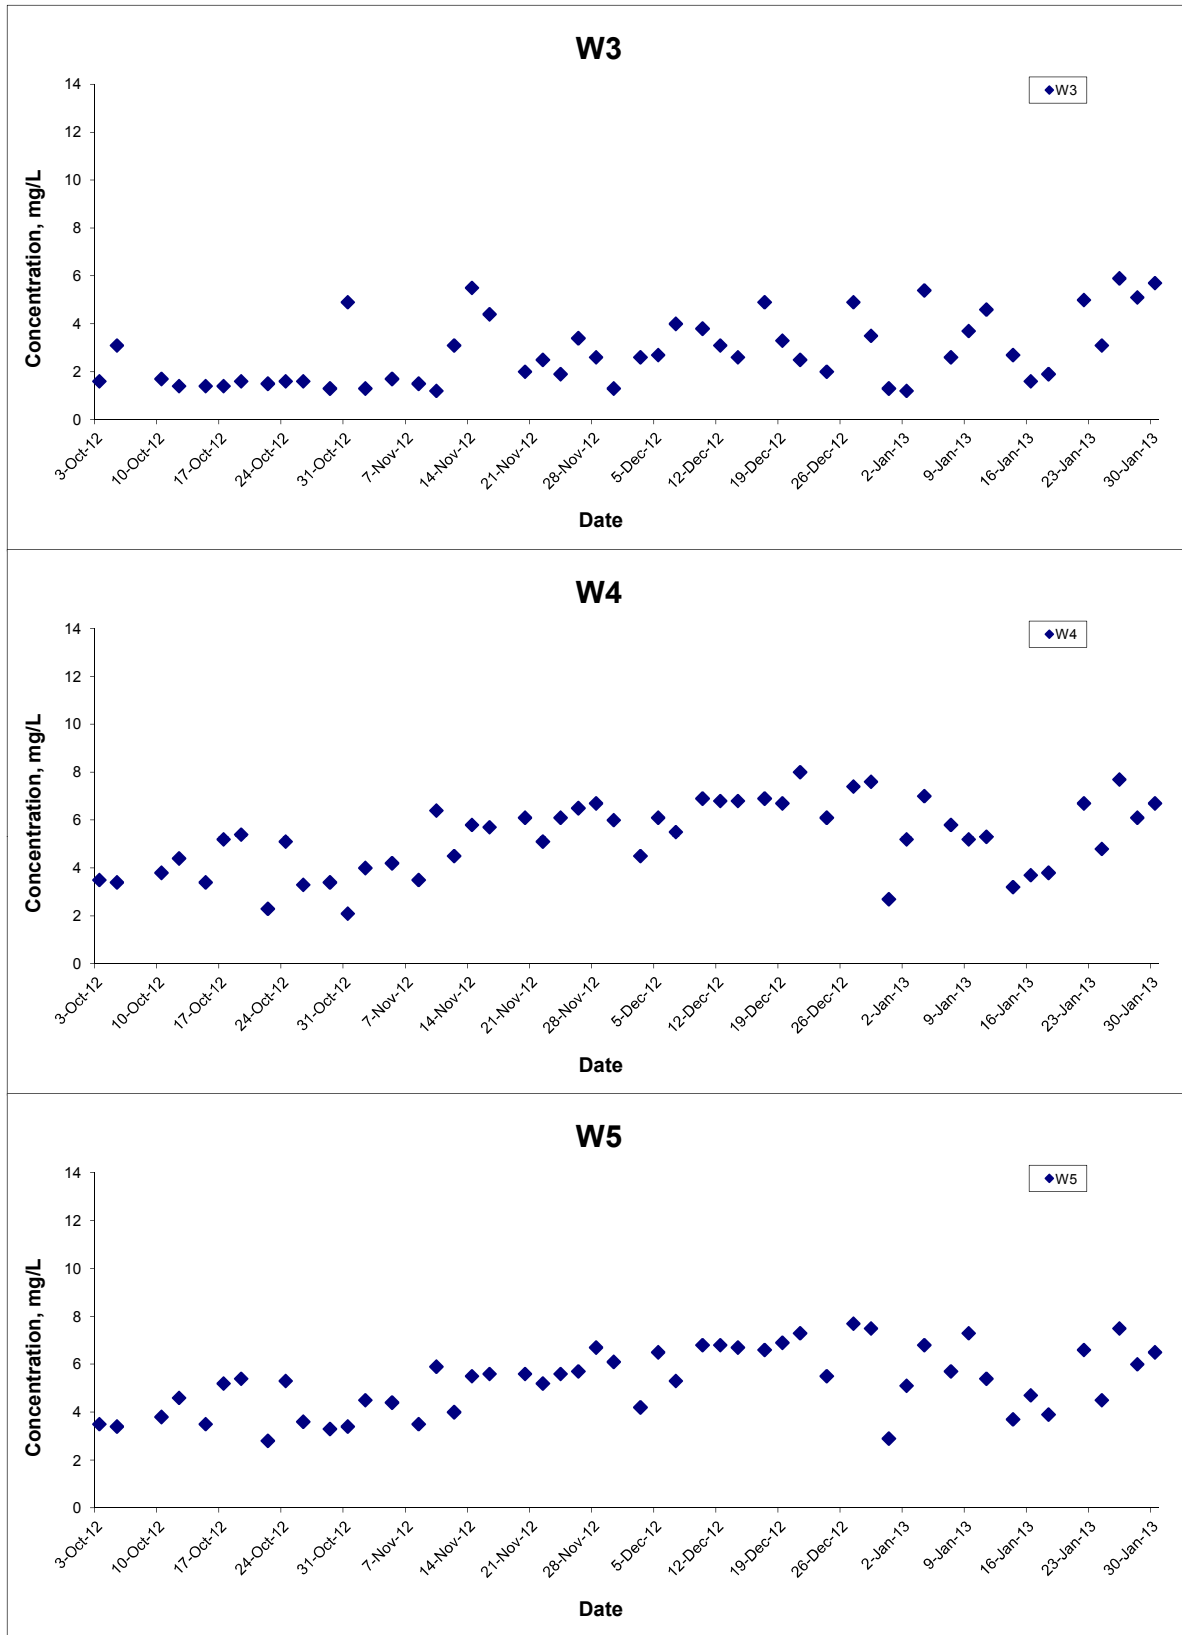 W3
W3
14
12
10
8
6
4
2
0
Concentration, mg/L
3-Oct-12 10-Oct-12 17-Oct-12 24-Oct-12 31-Oct-12 7-Nov-12 14-Nov-12 21-Nov-12 28-Nov-12 5-Dec-12 12-Dec-12 19-Dec-12 26-Dec-12 2-Jan-13 9-Jan-13 16-Jan-13 23-Jan-13 30-Jan-13
Date
W4
W4
14
12
10
8
6
4
2
0
Concentration, mg/L
3-Oct-12 10-Oct-12 17-Oct-12 24-Oct-12 31-Oct-12 7-Nov-12 14-Nov-12 21-Nov-12 28-Nov-12 5-Dec-12 12-Dec-12 19-Dec-12 26-Dec-12 2-Jan-13 9-Jan-13 16-Jan-13 23-Jan-13 30-Jan-13
Date
W5
W5
14
12
10
8
6
4
2
0
Concentration, mg/L
3-Oct-12 10-Oct-12 17-Oct-12 24-Oct-12 31-Oct-12 7-Nov-12 14-Nov-12 21-Nov-12 28-Nov-12 5-Dec-12 12-Dec-12 19-Dec-12 26-Dec-12 2-Jan-13 9-Jan-13 16-Jan-13 23-Jan-13 30-Jan-13
Date